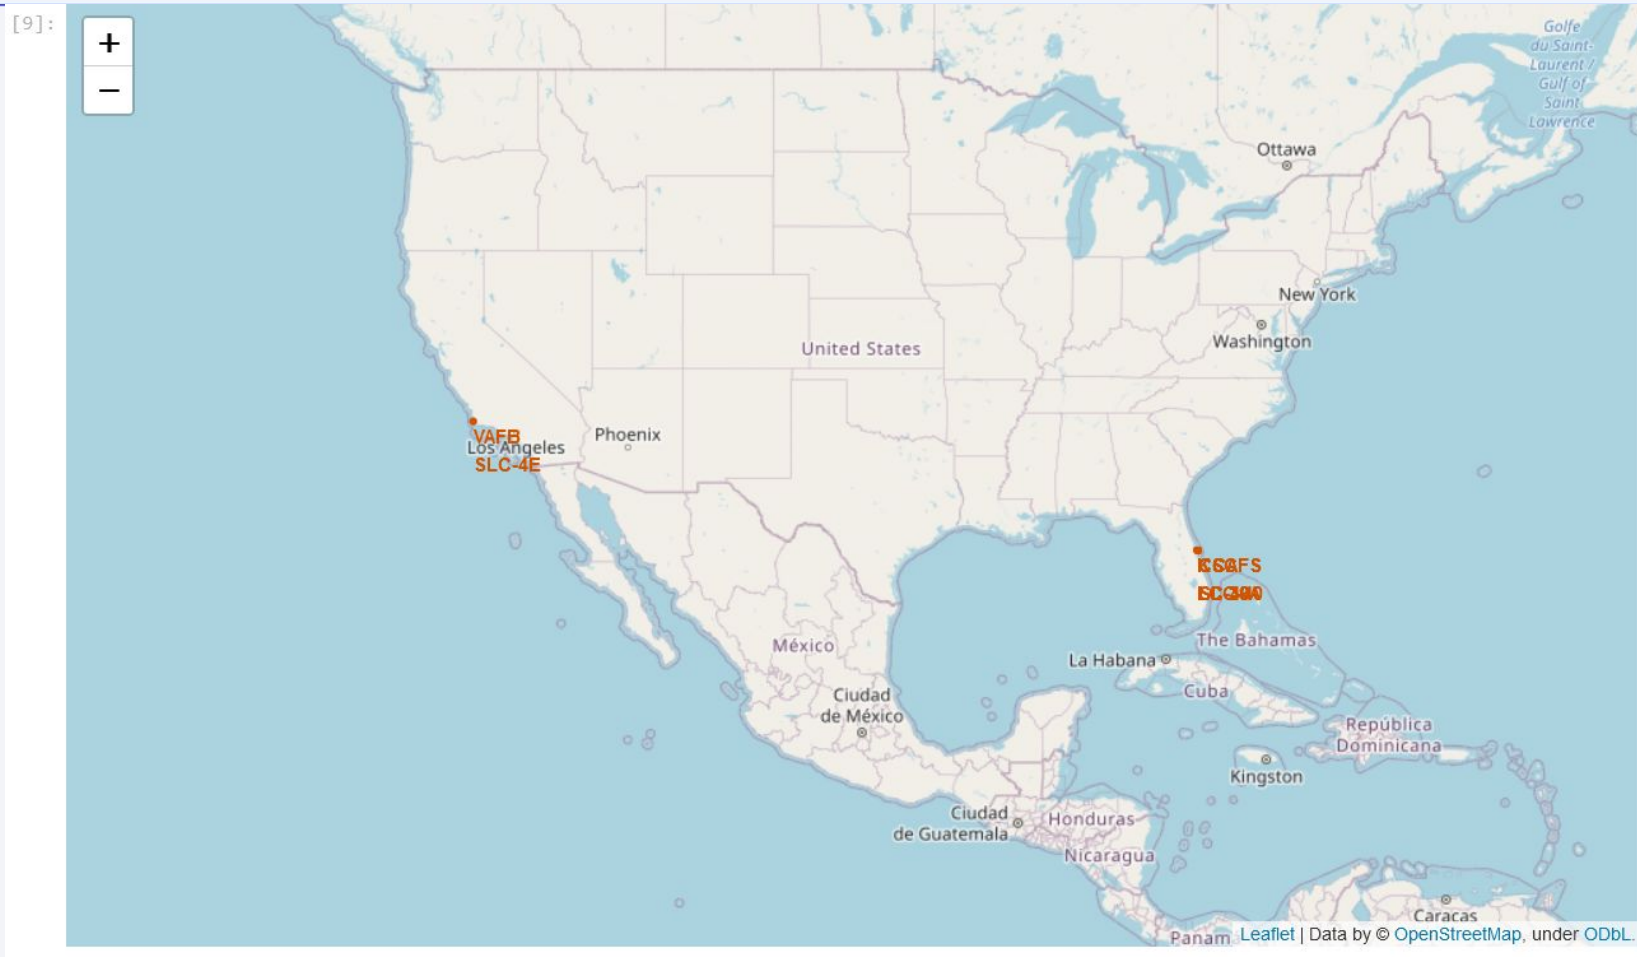 [9]:
+
−
Golfe
du Saint-
Laurent /
Gulf of
Saint
Lawrence
Ottawa
New York
Washington
United States
Phoenix
VAFB
Los Angeles
SLC-4E
The Bahamas
México
La Habana
Cuba
Ciudad
de México
República
Dominicana
Kingston
Ciudad
de Guatemala
Honduras
Nicaragua
Caracas
Panamá
Leaflet | Data by © OpenStreetMap, under ODbL.